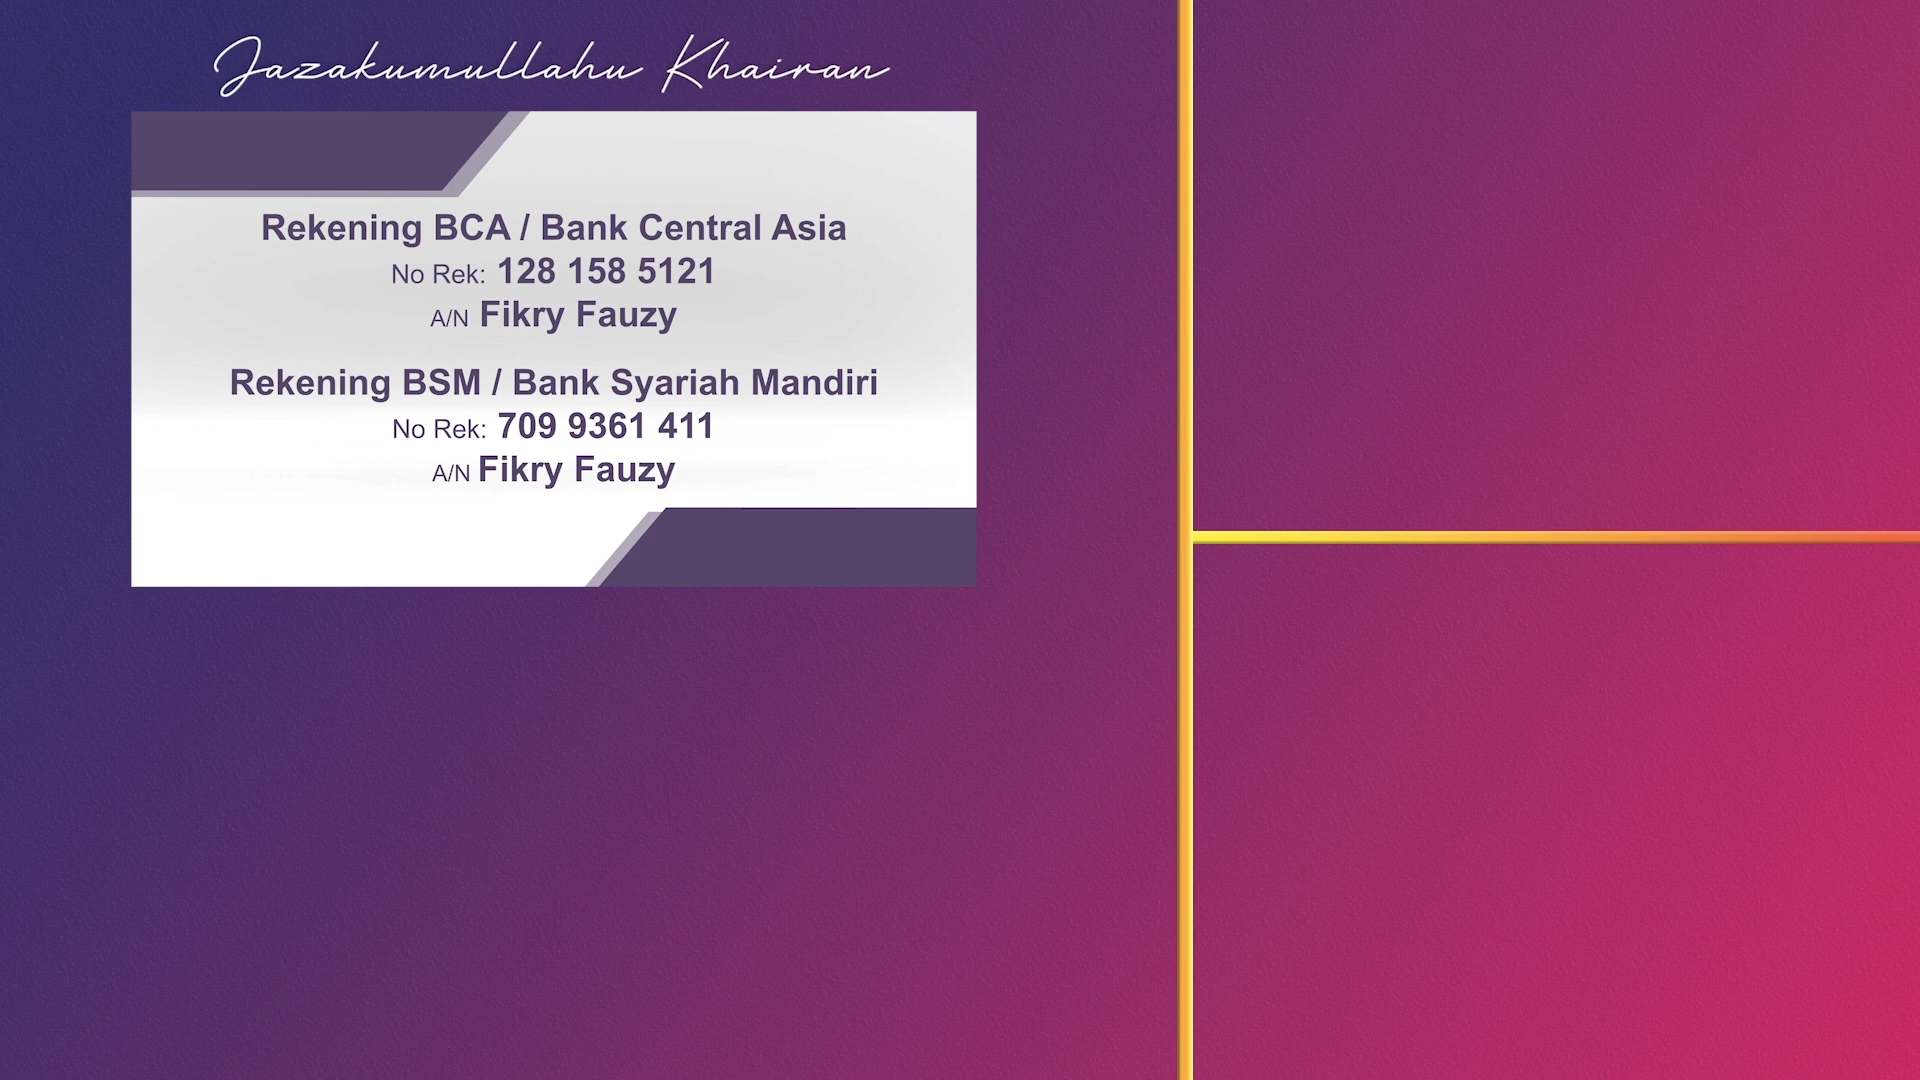 Jazakumullahu Khairan
Rekening BCA / Bank Central Asia
No Rek: 128 158 5121
A/N Fikry Fauzy
Rekening BSM / Bank Syariah Mandiri
No Rek: 709 9361 411
A/N Fikry Fauzy